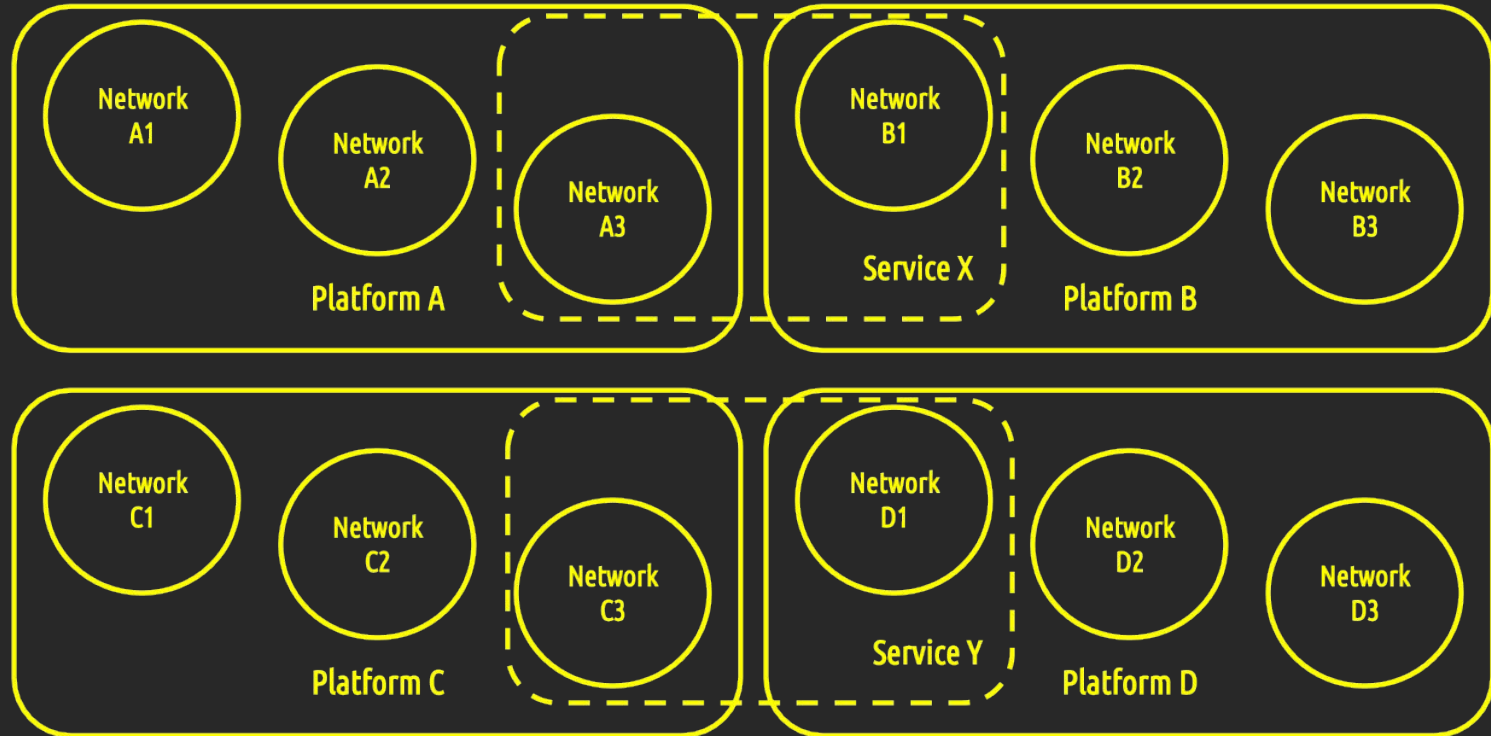 Network
A1
Network
A2
Network
A3
Platform A
Network
B1
Service X
Network
B2
Network
B3
Platform B
Network
C1
Network
C2
Network
C3
Platform C
Network
D1
Service Y
Network
D2
Network
D3
Platform D